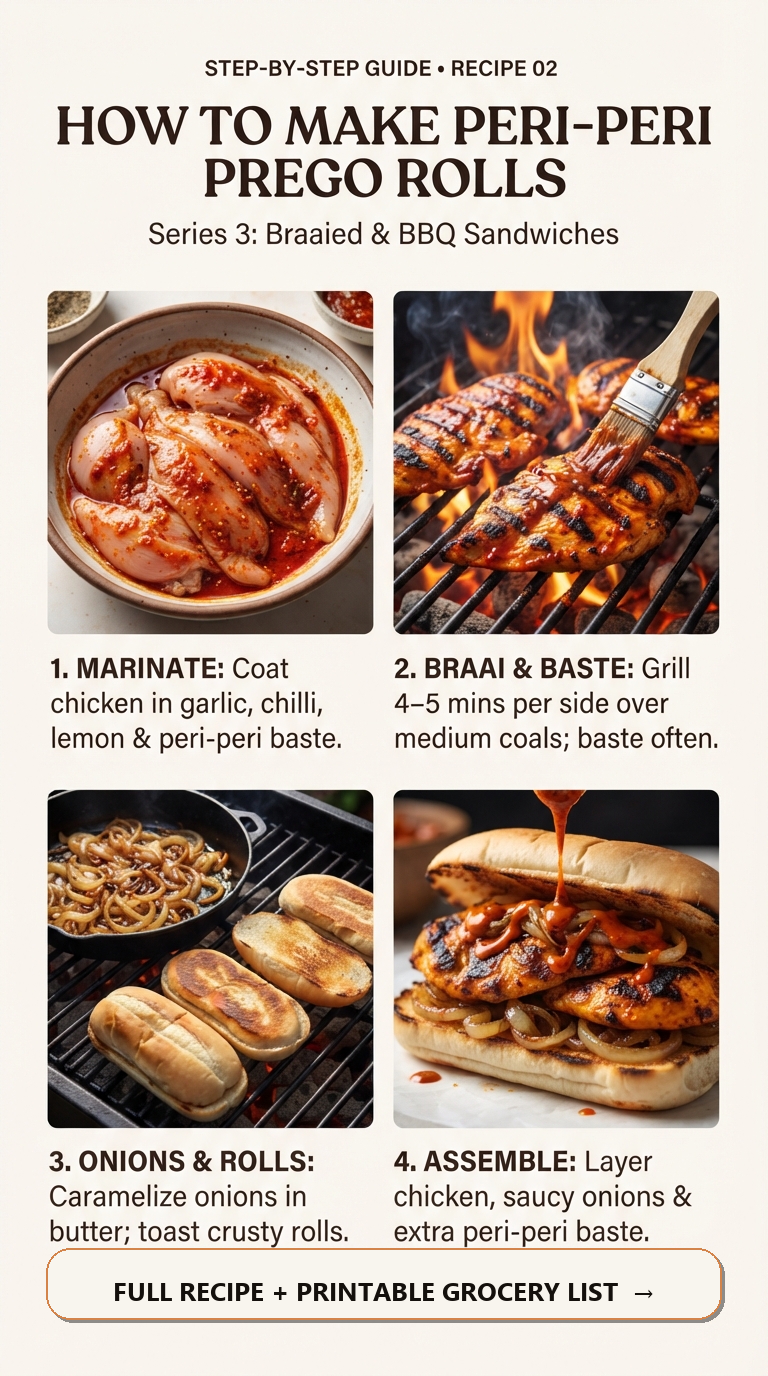 STEP-BY-STEP GUIDE • RECIPE 02
HOW TO MAKE PERI-PERI
PREGO ROLLS
Series 3: Braaied & BBQ Sandwiches
1. MARINATE: Coat
chicken in garlic, chilli,
lemon & peri-peri baste.
2. BRAAI & BASTE: Grill
4–5 mins per side over
medium coals; baste often.
3. ONIONS & ROLLS:
Caramelize onions in
butter; toast crusty rolls.
4. ASSEMBLE: Layer
chicken, saucy onions &
extra peri-peri baste.
FULL RECIPE + PRINTABLE GROCERY LIST →